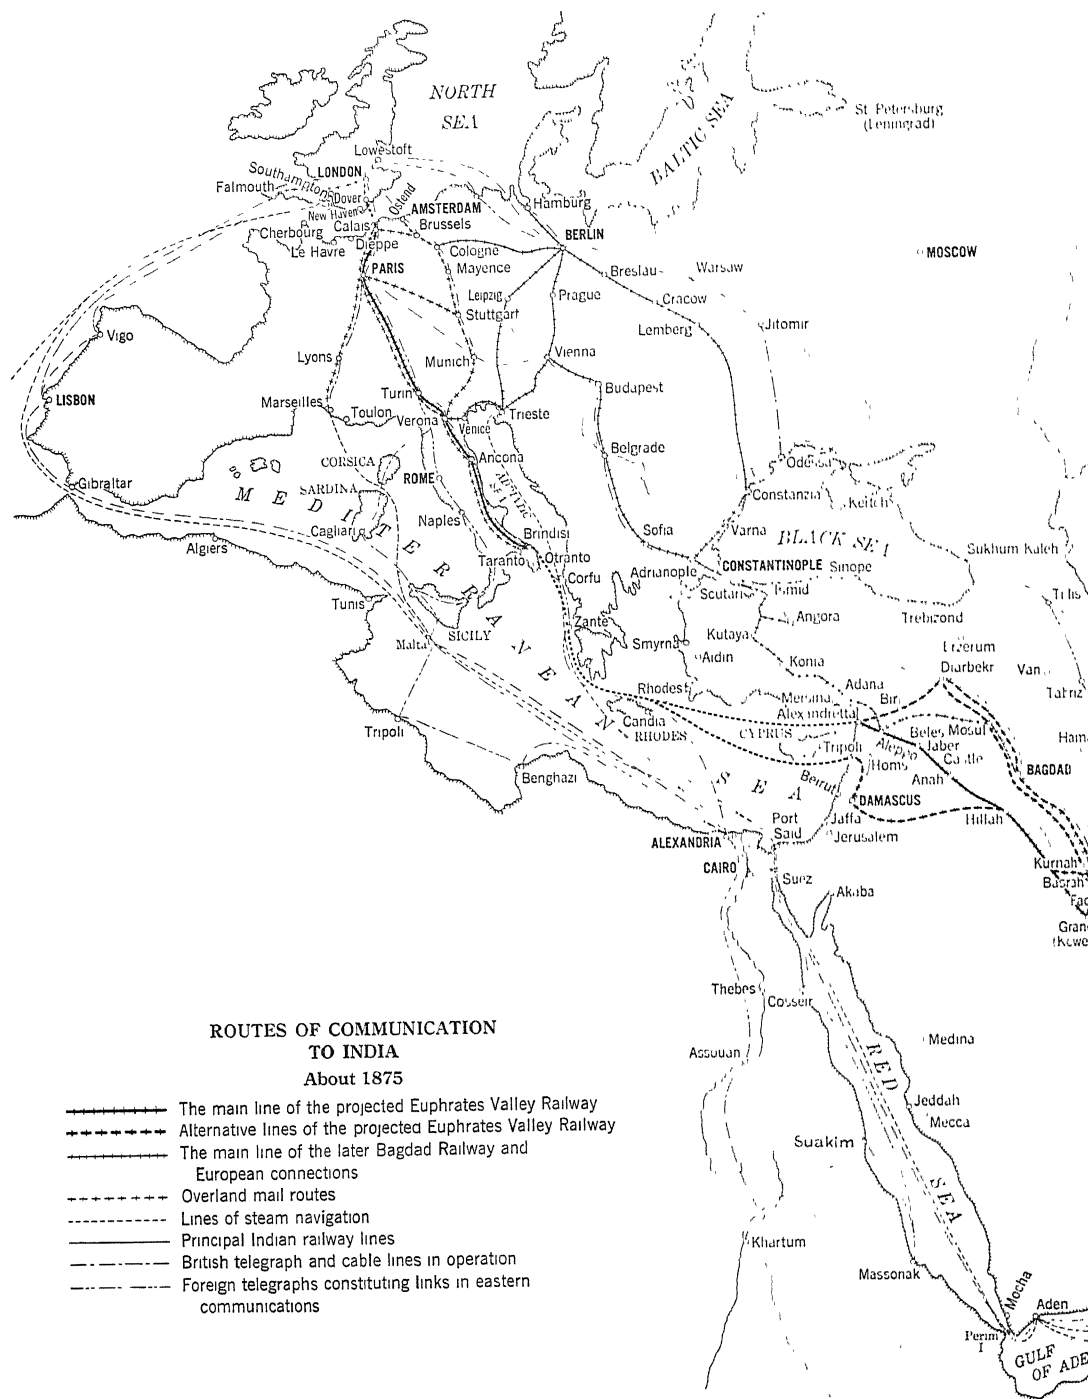 NORTH
SEA
BALTIC SEA
St Petersburg
(Leningrad)
Lowestoft
LONDON
Southampton
Falmouth
Dover
New Haven
Ostend
AMSTERDAM
Hamburg
Cherbourg
Calais
Brussels
BERLIN
Le Havre
Dieppe
Cologne
MOSCOW
PARIS
Mayence
Breslau
Warsaw
Leipzig
Prague
Cracow
Stuttgart
Lemberg
Jitomir
Vigo
Lyons
Munich
Vienna
LISBON
Turin
Budapest
Marseilles
Toulon
Verona
Venice
Trieste
Belgrade
Ancona
Odessa
CORSICA
ROME
Gibraltar
SARDINA
Constanzia
Keitch
MEDITERRANEAN SEA
Naples
Cagliari
Brindisi
Sofia
Varna
BLACK SEA
Algiers
Taranto
Otranto
Sukhum Kaleh
Corfu
Adrianople
CONSTANTINOPLE
Sinope
Scutari
Tunis
Zante
Angora
Trebizond
Malta
SICILY
Smyrna
Kutaya
Aidin
Konia
Diarbekr
Van
Rhodes
Mersina
Adana
Tripoli
Candia
RHODES
CYPRUS
Alexandretta
Aleppo
Beles
Mosul
Jaber
Castle
Tripoli
Homs
Anah
BAGDAD
Benghazi
Beirut
DAMASCUS
Hillah
Port
Said
Jaffa
Jerusalem
ALEXANDRIA
CAIRO
Suez
Akaba
Kurnah
Basrah
Thebes
Cosseir
Assouan
Medina
RED SEA
Jeddah
Mecca
Suakim
Khartum
Massonak
Mocha
Aden
Perim
I
GULF
OF ADE
ROUTES OF COMMUNICATION
TO INDIA
About 1875
The main line of the projected Euphrates Valley Railway
Alternative lines of the projected Euphrates Valley Railway
The main line of the later Bagdad Railway and
European connections
Overland mail routes
Lines of steam navigation
Principal Indian railway lines
British telegraph and cable lines in operation
Foreign telegraphs constituting links in eastern
communications